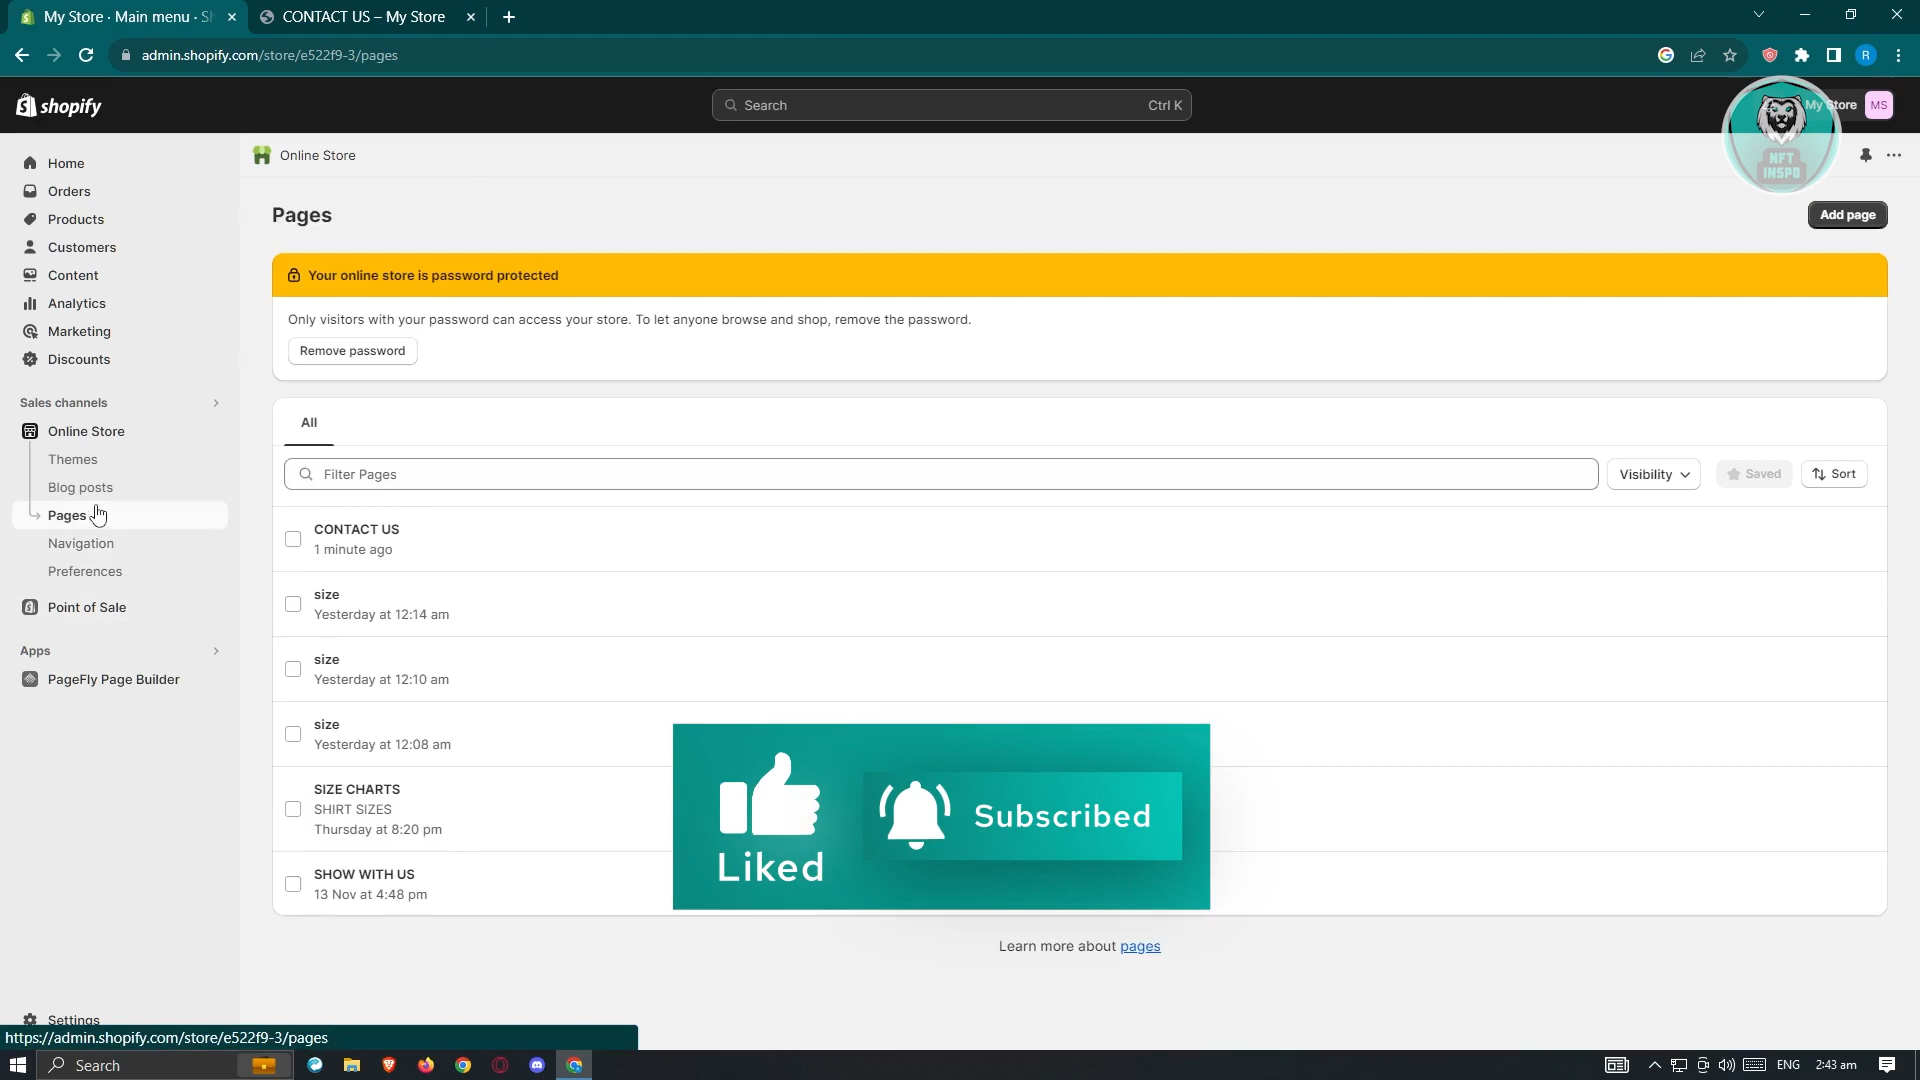 My Store · Main menu · S
CONTACT US – My Store
admin.shopify.com/store/e522f9-3/pages
R
shopify
Search
Ctrl K
My Store
MS
NFT
INSPO
Home
Orders
Products
Customers
Content
Analytics
Marketing
Discounts
Sales channels
Online Store
Themes
Blog posts
Pages
Navigation
Preferences
Point of Sale
Apps
PageFly Page Builder
Settings
Online Store
Pages
Add page
Your online store is password protected
Only visitors with your password can access your store. To let anyone browse and shop, remove the password.
Remove password
All
Filter Pages
Visibility
Saved
Sort
CONTACT US
1 minute ago
size
Yesterday at 12:14 am
size
Yesterday at 12:10 am
size
Yesterday at 12:08 am
SIZE CHARTS
SHIRT SIZES
Thursday at 8:20 pm
SHOW WITH US
13 Nov at 4:48 pm
Liked
Subscribed
Learn more about pages
https://admin.shopify.com/store/e522f9-3/pages
Search
ENG
2:43 am